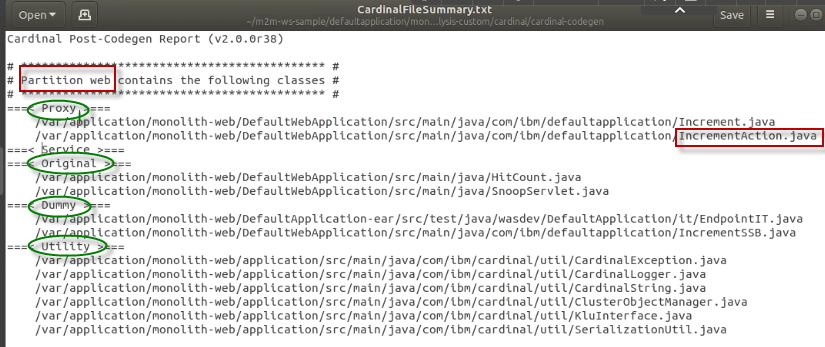 CardinalFileSummary.txt
~/m2m-ws-sample/defaultapplication/mon...lysis-custom/cardinal/cardinal-codegen
Open
Save
Cardinal Post-Codegen Report (v2.0.0r38)
# ******************************************** #
# Partition web contains the following classes #
# ******************************************** #
====< Proxy >====
/var/application/monolith-web/DefaultWebApplication/src/main/java/com/ibm/defaultapplication/Increment.java
/var/application/monolith-web/DefaultWebApplication/src/main/java/com/ibm/defaultapplication/IncrementAction.java
====< Service >====
====< Original >====
/var/application/monolith-web/DefaultWebApplication/src/main/java/HitCount.java
/var/application/monolith-web/DefaultWebApplication/src/main/java/SnoopServlet.java
====< Dummy >====
/var/application/monolith-web/DefaultApplication-ear/src/test/java/wasdev/DefaultApplication/it/EndpointIT.java
/var/application/monolith-web/DefaultWebApplication/src/main/java/com/ibm/defaultapplication/IncrementSSB.java
====< Utility >====
/var/application/monolith-web/application/src/main/java/com/ibm/cardinal/util/CardinalException.java
/var/application/monolith-web/application/src/main/java/com/ibm/cardinal/util/CardinalLogger.java
/var/application/monolith-web/application/src/main/java/com/ibm/cardinal/util/CardinalString.java
/var/application/monolith-web/application/src/main/java/com/ibm/cardinal/util/ClusterObjectManager.java
/var/application/monolith-web/application/src/main/java/com/ibm/cardinal/util/KluInterface.java
/var/application/monolith-web/application/src/main/java/com/ibm/cardinal/util/SerializationUtil.java